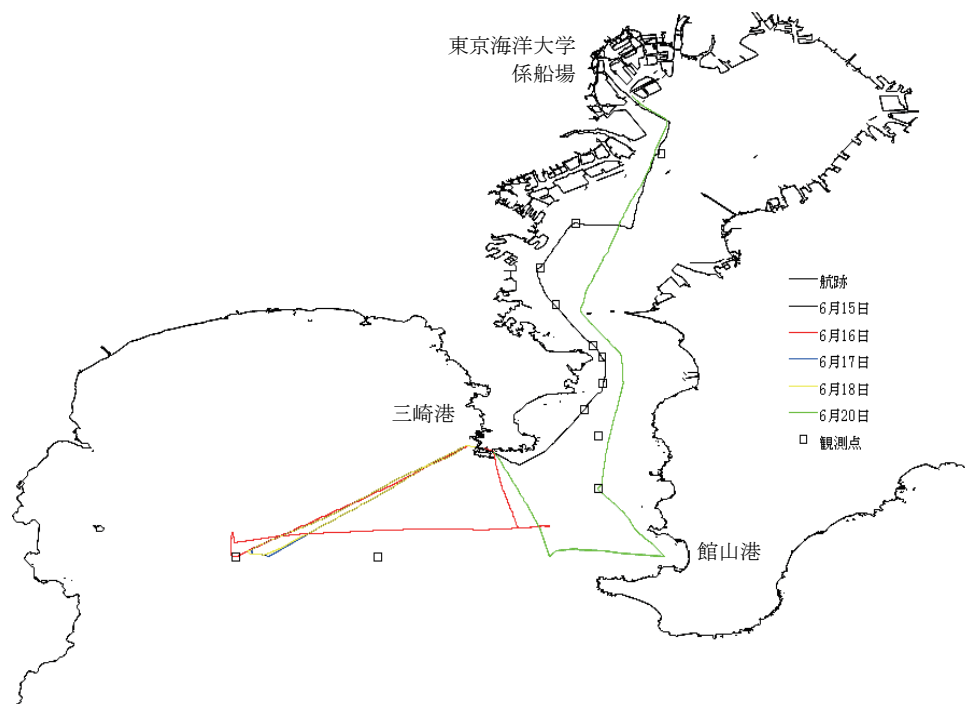 東京海洋大学
係船場
航跡
6月15日
6月16日
6月17日
6月18日
6月20日
観測点
三崎港
館山港